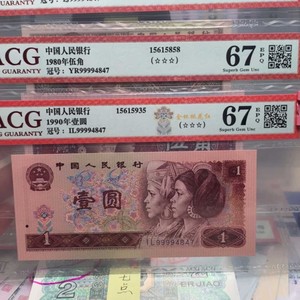 ACG
GUARANTY
中国人民银行
1980年伍角
冠号: YR99994847
15615858
(☆☆☆)
67 EPQ
Superb Gem Unc
ACG
GUARANTY
中国人民银行
1990年壹圆
冠号: IL99994847
15615935
(☆☆☆)
67 EPQ
Superb Gem Unc
中国人民银行
1
壹圆
IL99994847
1
1
2